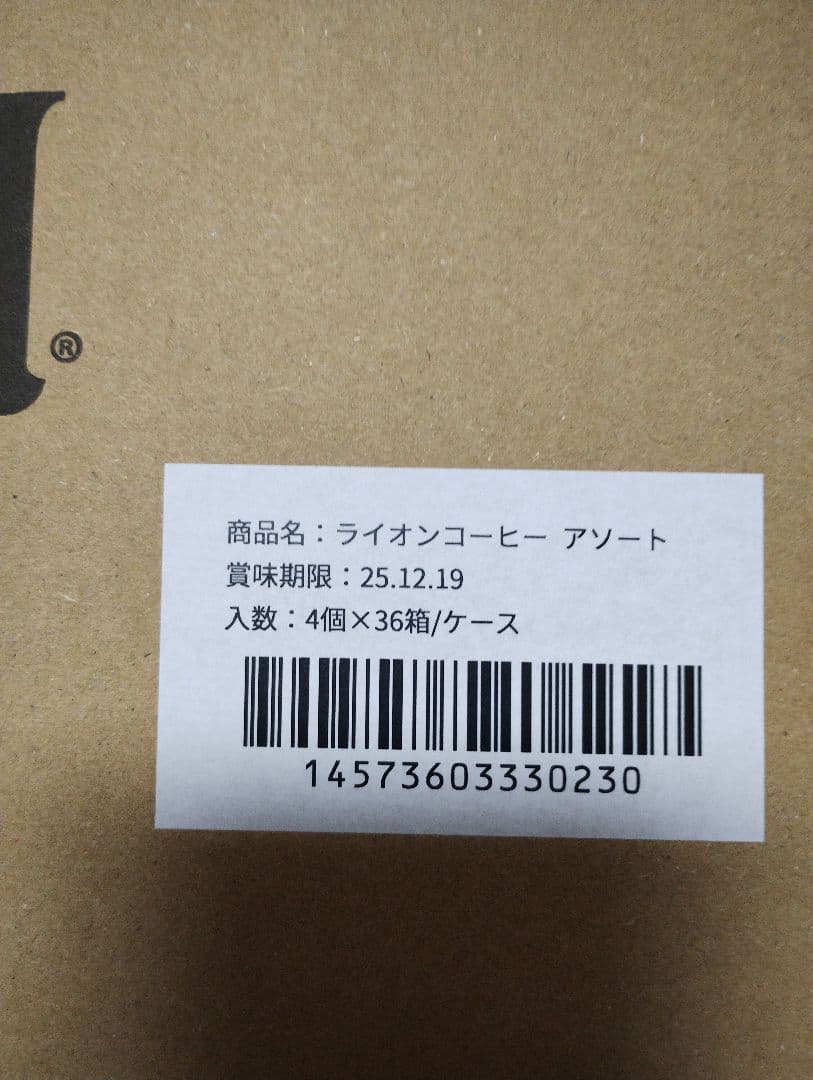 ®
商品名：ライオンコーヒー アソート
賞味期限：25.12.19
入数：4個×36箱/ケース
14573603330230